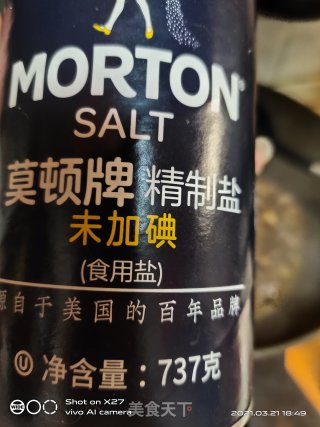 MORTON®
SALT
莫顿牌 精制盐
未加碘
(食用盐)
源自于美国的百年品牌
U 净含量：737克
Shot on X27
vivo AI camera
美食天下
2021.03.21 18:49